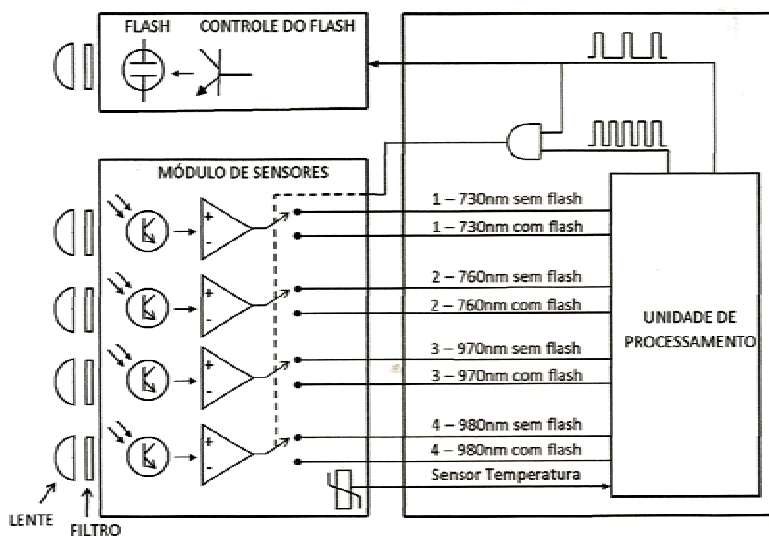 FLASH
CONTROLE DO FLASH
MÓDULO DE SENSORES
+
-
+
-
+
-
+
-
1 – 730nm sem flash
1 – 730nm com flash
2 – 760nm sem flash
2 – 760nm com flash
3 – 970nm sem flash
3 – 970nm com flash
4 – 980nm sem flash
4 – 980nm com flash
Sensor Temperatura
UNIDADE DE
PROCESSAMENTO
LENTE
FILTRO